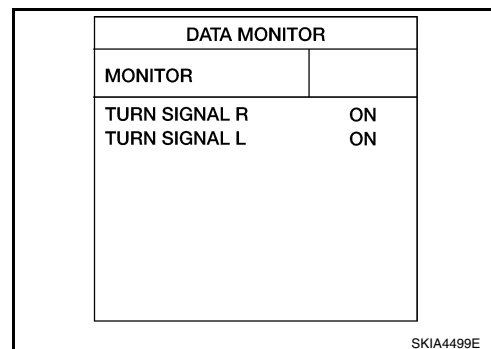 DATA MONITOR
MONITOR
TURN SIGNAL R ON
TURN SIGNAL L ON
SKIA4499E